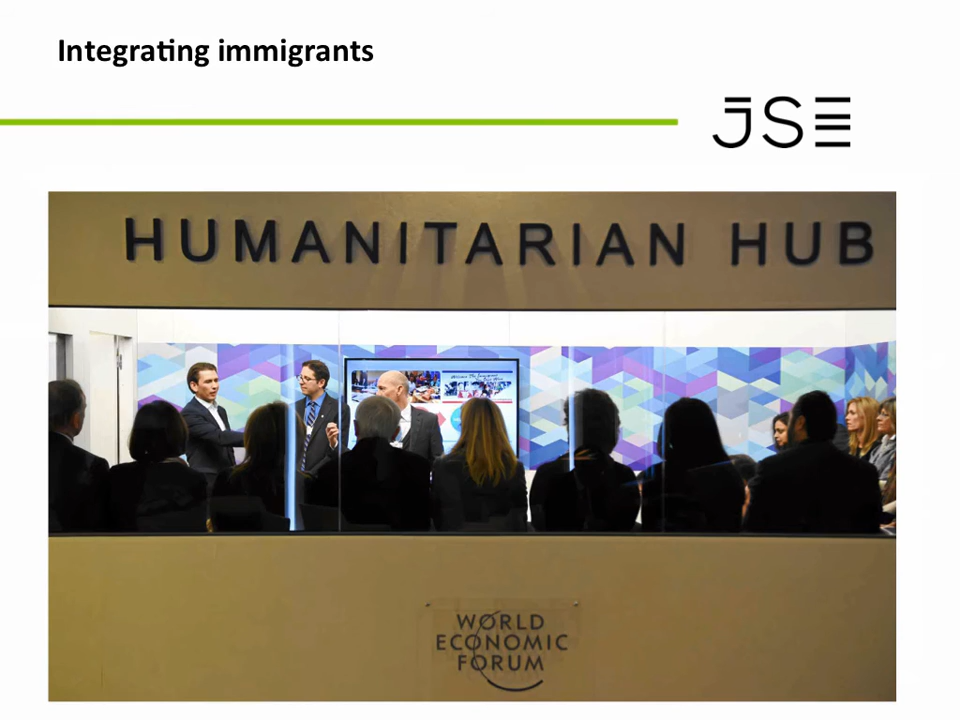 Integrating immigrants
JSE
HUMANITARIAN HUB
WORLD
ECONOMIC
FORUM